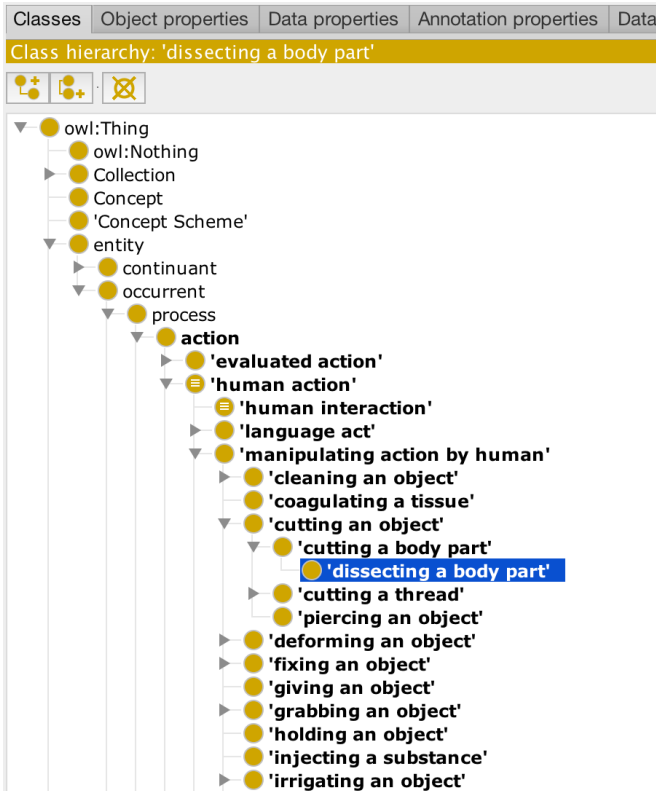 Classes Object properties Data properties Annotation properties Data
Class hierarchy: 'dissecting a body part'
owl:Thing
owl:Nothing
Collection
Concept
'Concept Scheme'
entity
continuant
occurrent
process
action
'evaluated action'
'human action'
'human interaction'
'language act'
'manipulating action by human'
'cleaning an object'
'coagulating a tissue'
'cutting an object'
'cutting a body part'
'dissecting a body part'
'cutting a thread'
'piercing an object'
'deforming an object'
'fixing an object'
'giving an object'
'grabbing an object'
'holding an object'
'injecting a substance'
'irrigating an object'